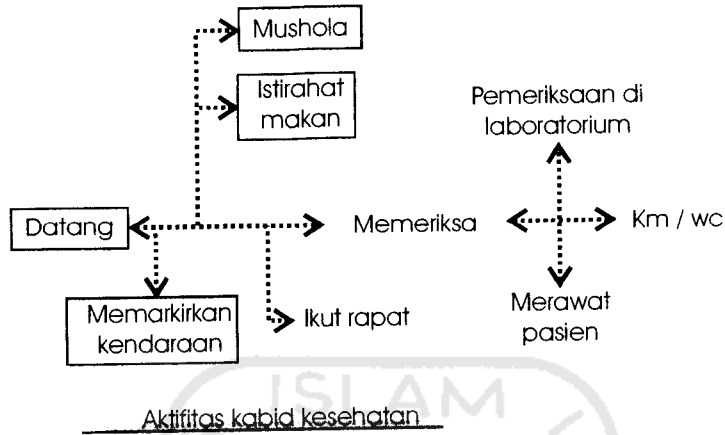 Mushola
Istirahat
makan
Pemeriksaan di
laboratorium
Datang
Memeriksa
Km / wc
Memarkirkan
kendaraan
Ikut rapat
Merawat
pasien
ISLAM
Aktifitas kabid kesehatan